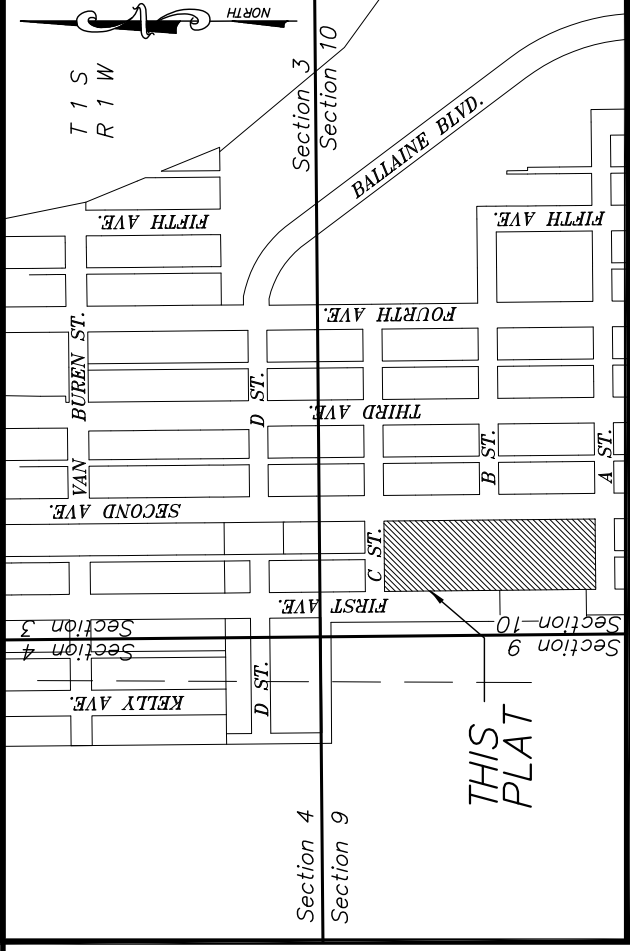 NORTH
T 1 S
R 1 W
Section 3
Section 10
BALLAINE BLVD.
FIFTH AVE.
FIFTH AVE.
FOURTH AVE.
VAN BUREN ST.
D ST.
THIRD AVE.
B ST.
A ST.
SECOND AVE.
C ST.
FIRST AVE.
Section 3
Section 4
Section 10
Section 9
KELLY AVE.
D ST.
THIS
PLAT
Section 4
Section 9